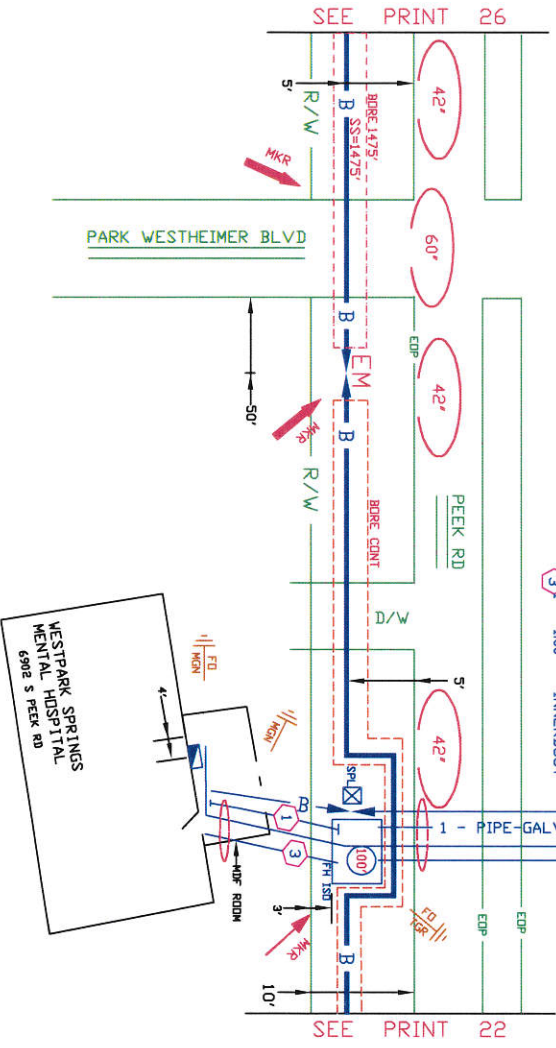 SEE PRINT 26
42"
60"
42"
42"
5'
R/W
B
BORE 1475'
SS=1475'
MKR
PARK WESTHEIMER BLVD
B
EOP
EM
50'
MKR
B
R/W
BORE CONT
PEEK RD
D/W
5'
3
SPL
1 - PIPE-GALV
100'
FH ISD
B
1
3
3'
MKR
MDF ROOM
FO
TGR
B
EOP
EOP
10'
FO
MGN
MGN
4'
WESTPARK SPRINGS
MENTAL HOSPITAL
6902 S PEEK RD
SEE PRINT 22